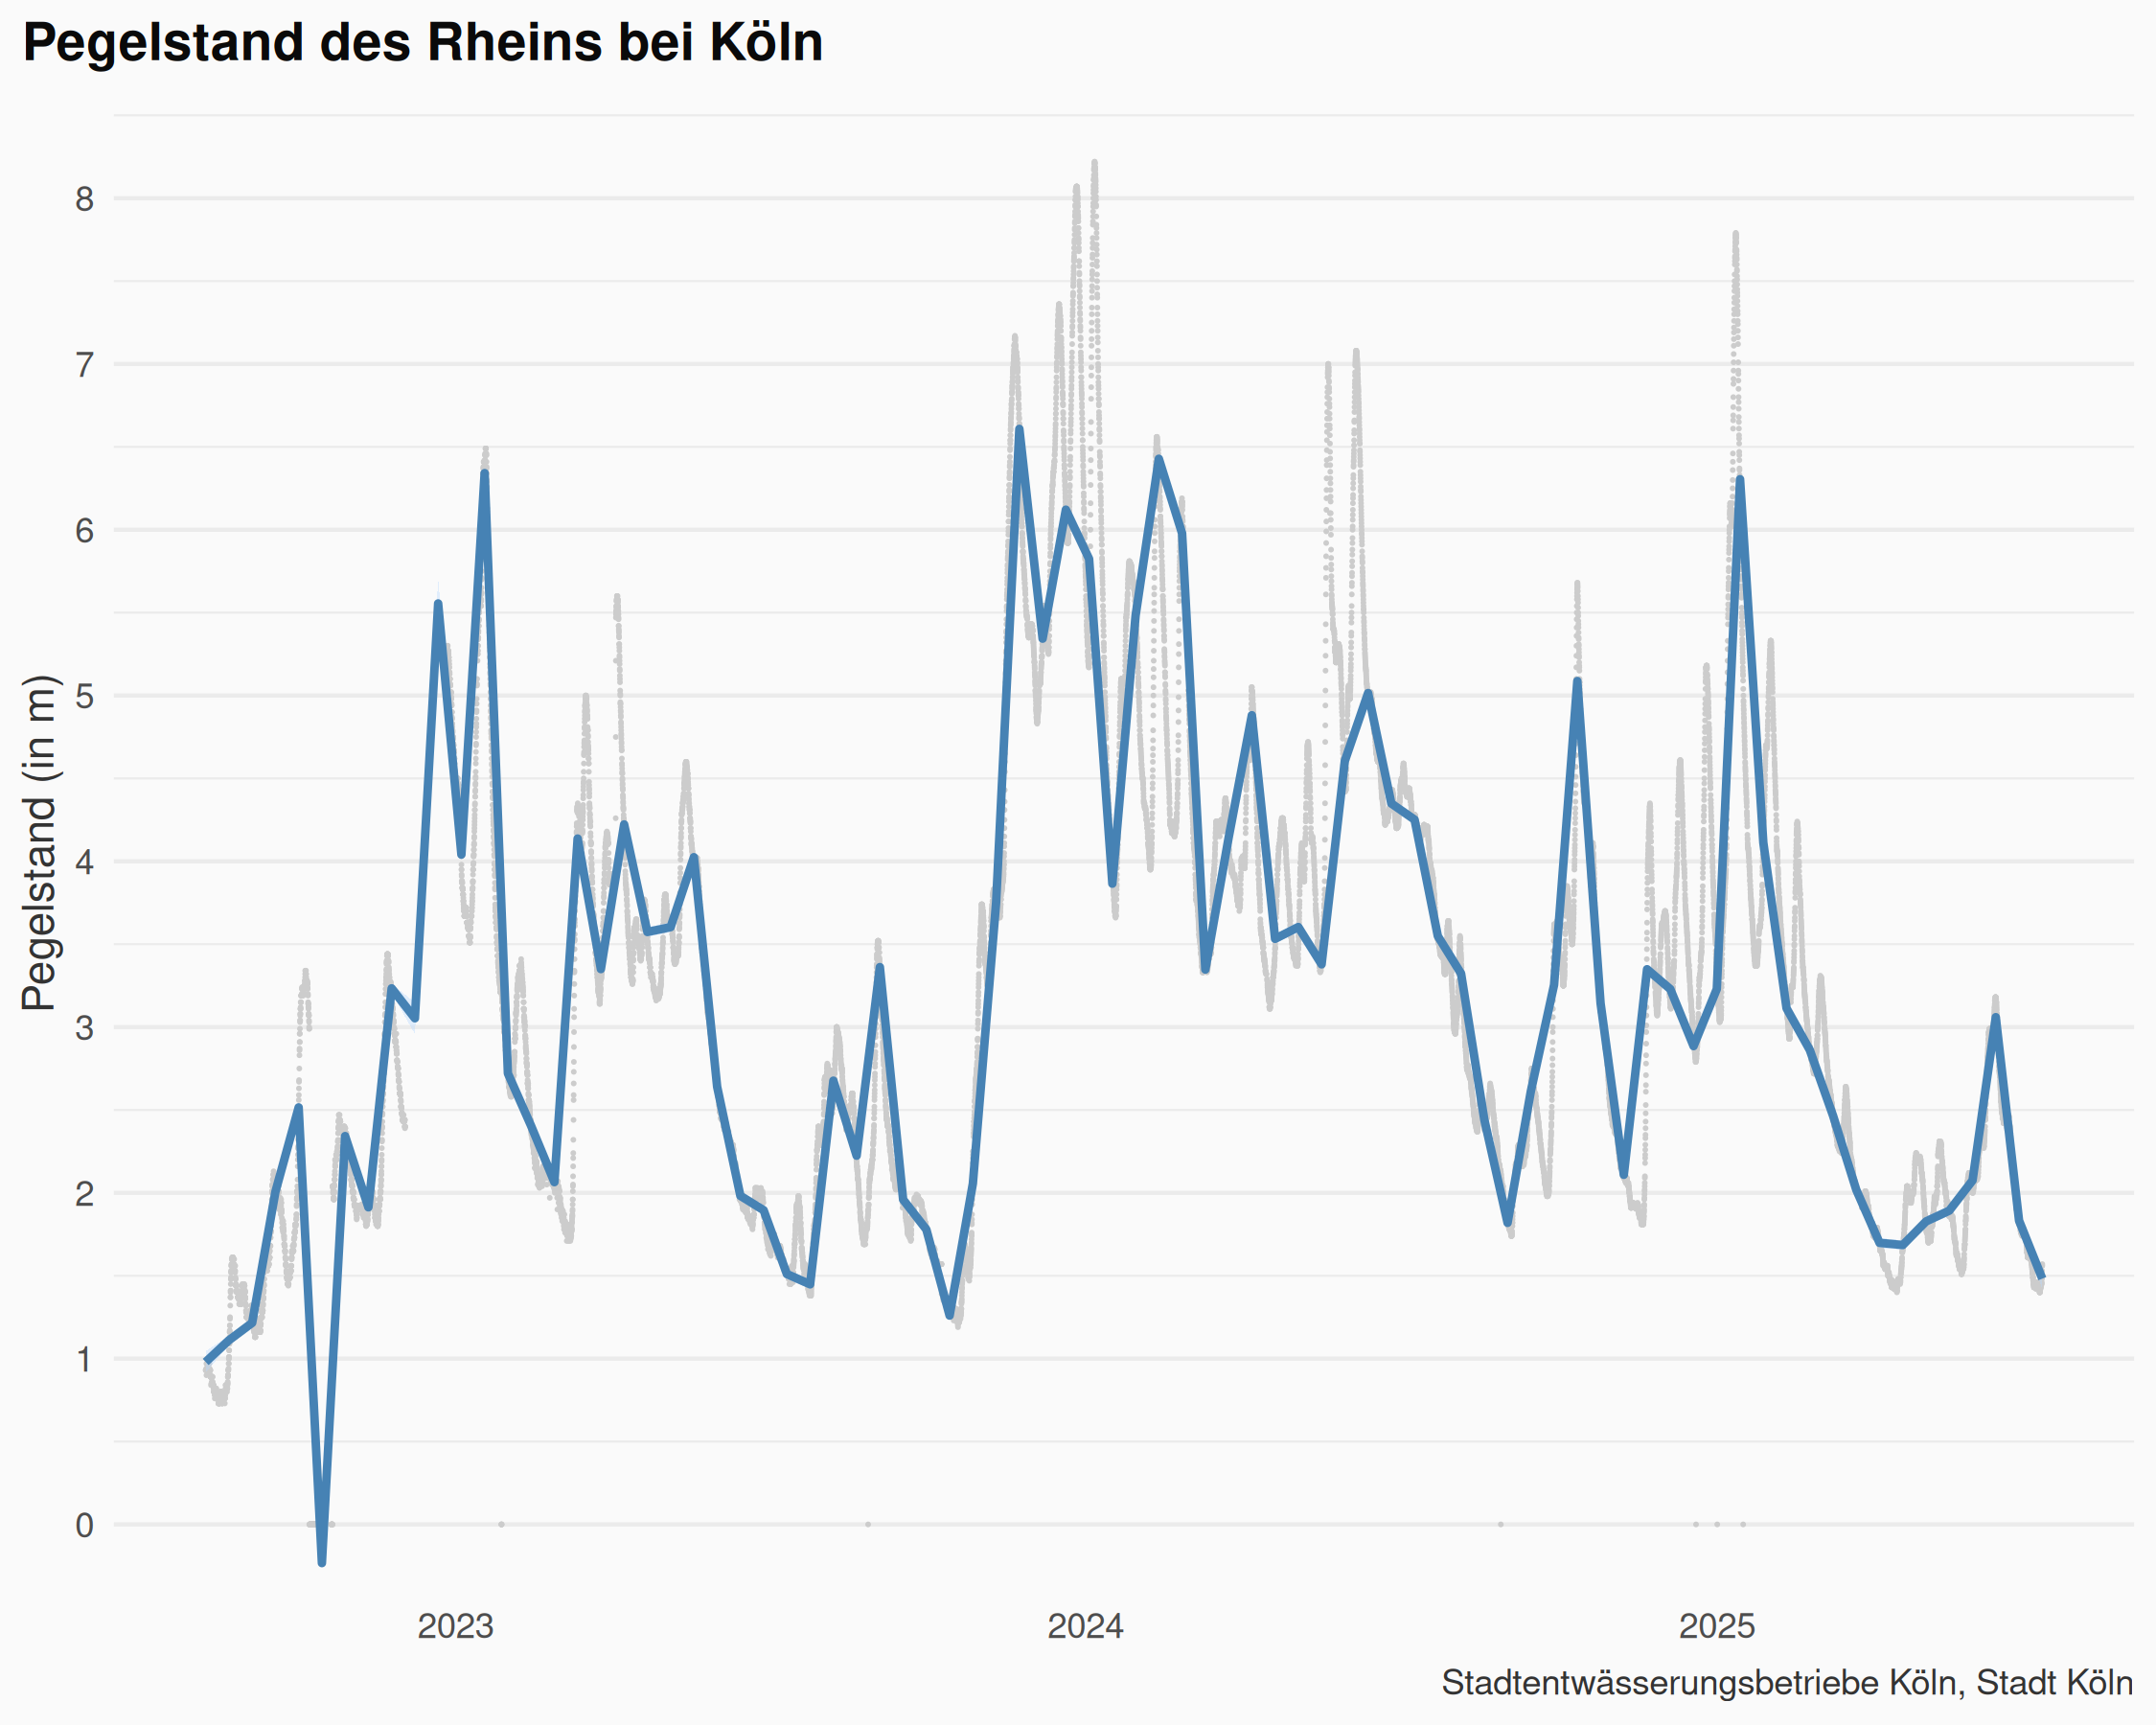 Pegelstand des Rheins bei Köln
Pegelstand (in m)
8
7
6
5
4
3
2
1
0
2023 2024 2025
Stadtentwässerungsbetriebe Köln, Stadt Köln